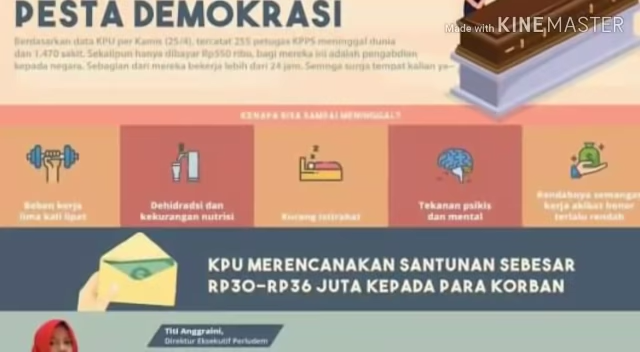 PESTA DEMOKRASI
Made with KINEMASTER
Berdasarkan data KPU per Kamis (25/4), tercatat 255 petugas KPPS meninggal dunia
dan 1.470 sakit. Sekalipun hanya dibayar Rp550 ribu, bagi mereka ini adalah pengabdian
kepada negara. Sebagian dari mereka bekerja lebih dari 24 jam. Semoga surga tempat kalian
KENAPA BISA SAMPAI MENINGGAL?
Beban kerja
lima kali lipat
Dehidradsi dan
kekurangan nutrisi
Kurang istirahat
Tekanan psikis
dan mental
Rendahnya semangat
kerja akibat honor
terlalu rendah
KPU MERENCANAKAN SANTUNAN SEBESAR
RP30-RP36 JUTA KEPADA PARA KORBAN
Titi Anggraini,
Direktur Eksekutif Perludem